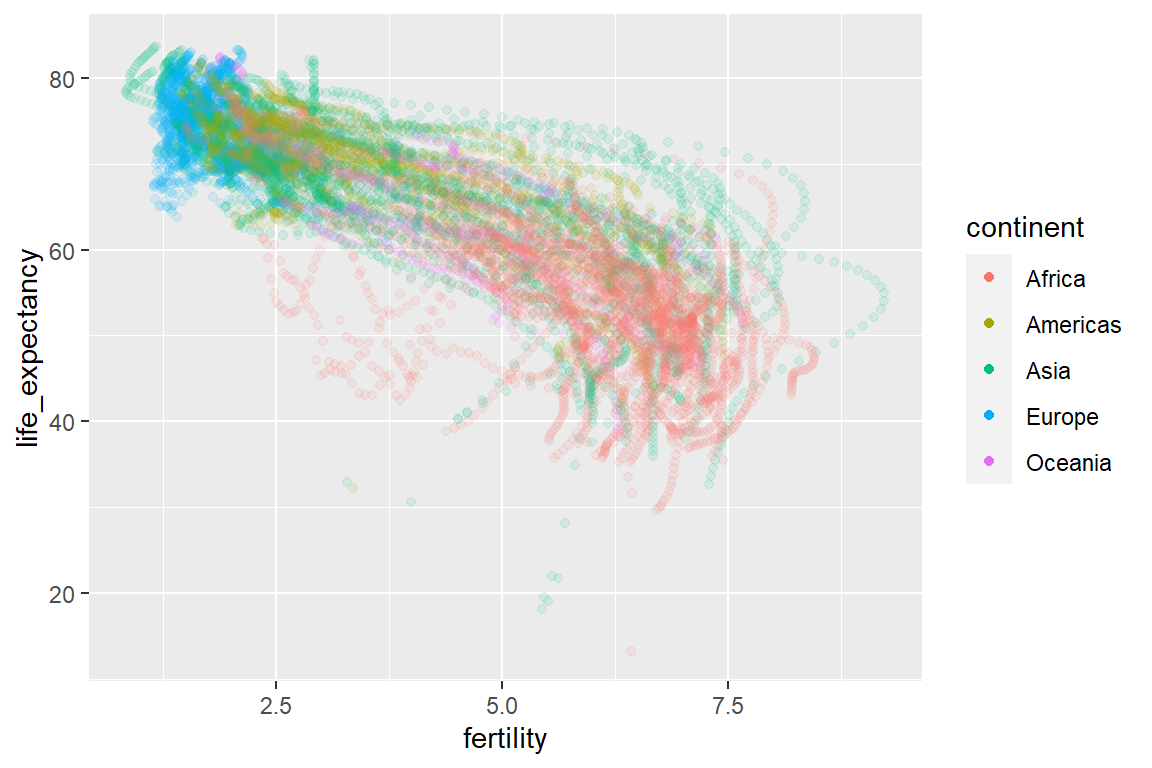 80
60
40
20
life_expectancy
2.5 5.0 7.5
fertility
continent
Africa
Americas
Asia
Europe
Oceania